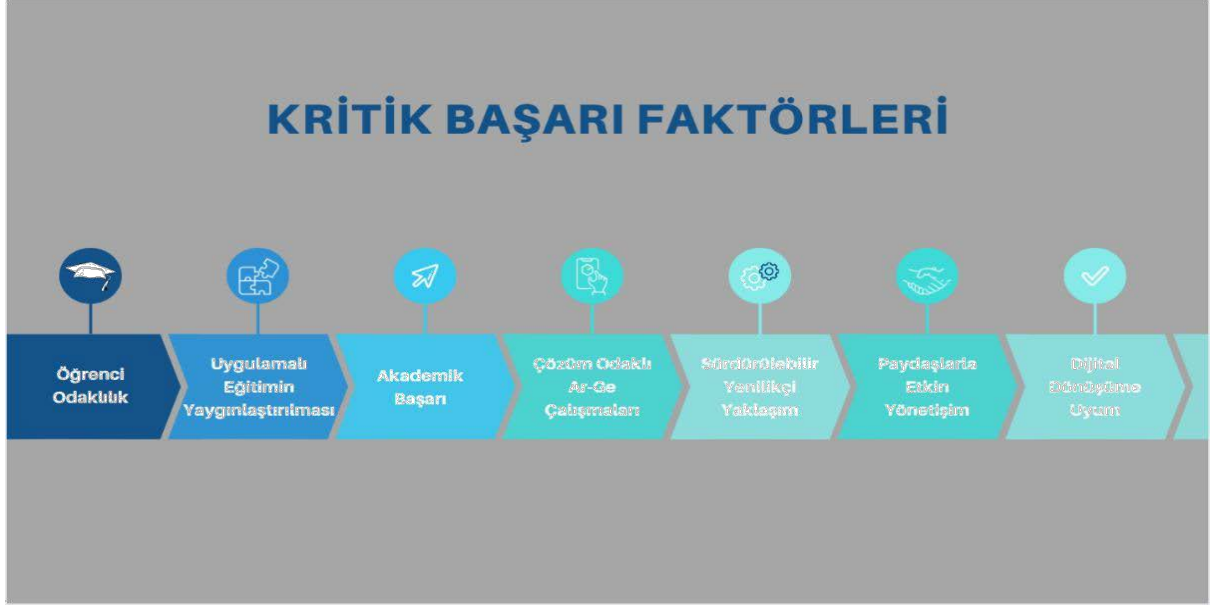 KRİTİK BAŞARI FAKTÖRLERİ
Öğrenci
Odaklılık
Uygulamalı
Eğitimin
Yaygınlaştırılması
Akademik
Başarı
Çözüm Odaklı
Ar-Ge
Çalışmaları
Sürdürülebilir
Yenilikçi
Yaklaşım
Paydaşlarla
Etkin
Yönetişim
Dijital
Dönüşüme
Uyum